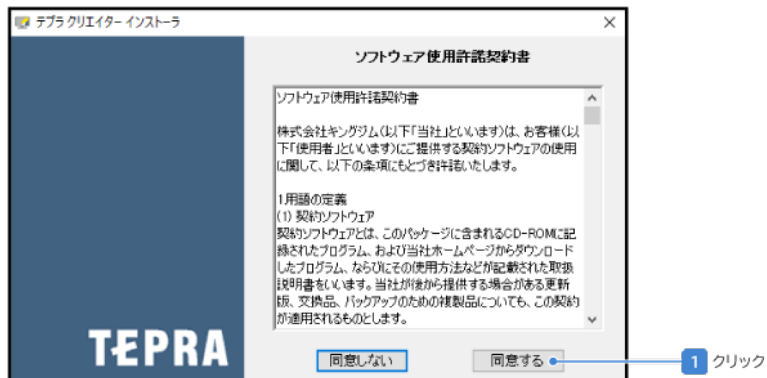 テプラ クリエイター インストーラ
ソフトウェア使用許諾契約書
ソフトウェア使用許諾契約書
株式会社キングジム(以下「当社」といいます)は、お客様(以
下「使用者」といいます)にご提供する契約ソフトウェアの使用
に関して、以下の条項にもとづき許諾いたします。
1.用語の定義
(1) 契約ソフトウェア
契約ソフトウェアとは、このパッケージに含まれるCD-ROMに記
録されたプログラム、および当社ホームページからダウンロード
したプログラム、ならびにその使用方法などが記載された取扱
説明書をいいます。当社が後から提供する場合がある更新
版、交換品、バックアップのための複製品についても、この契約
が適用されるものとします。
TEPRA
同意しない
同意する
1 クリック